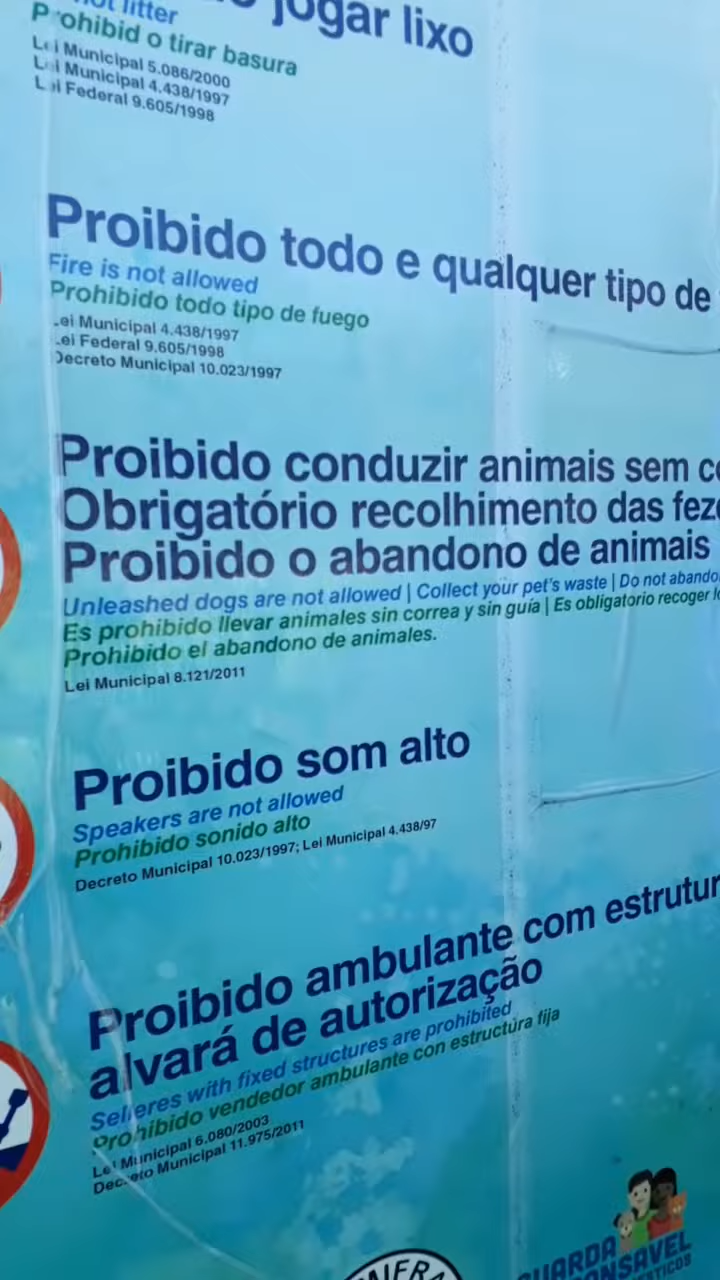 jogar lixo
litter
Prohibido tirar basura
Lei Municipal 5.086/2000
Lei Municipal 4.438/1997
Lei Federal 9.605/1998
Proibido todo e qualquer tipo de
Fire is not allowed
Prohibido todo tipo de fuego
Lei Municipal 4.438/1997
Lei Federal 9.605/1998
Decreto Municipal 10.023/1997
Proibido conduzir animais sem
Obrigatório recolhimento das
Proibido o abandono de animais
Unleashed dogs are not allowed | Collect your pet's waste | Do not
Es prohibido llevar animales sin correa y sin guía | Es obligatorio recoger
Prohibido el abandono de animales.
Lei Municipal 8.121/2011
Proibido som alto
Speakers are not allowed
Prohibido sonido alto
Decreto Municipal 10.023/1997; Lei Municipal 4.438/97
Proibido ambulante com
alvará de autorização
Selleres with fixed structures are prohibited
Prohibido vendedor ambulante con estructura fija
Lei Municipal 6.080/2003
Decreto Municipal 11.975/2011